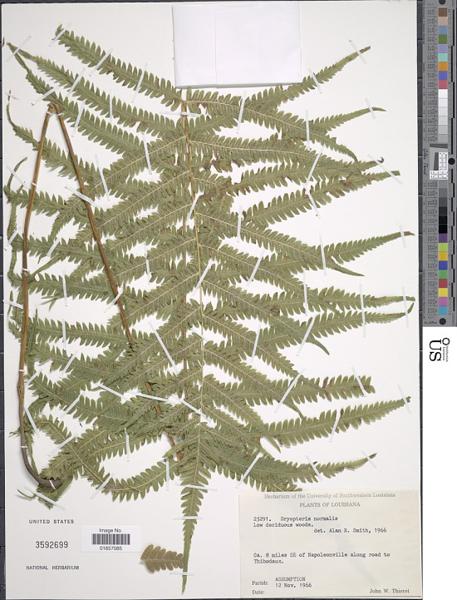 US
Herbarium of the University of Southwestern Louisiana
PLANTS OF LOUISIANA
25291. Dryopteris normalis
Low deciduous woods.
det. Alan R. Smith, 1966
Ca. 8 miles SE of Napoleonville along road to
Thibodaux.
Parish: ASSUMPTION
Date: 12 Nov. 1966
John W. Thieret
UNITED STATES
3592699
NATIONAL HERBARIUM
01857085